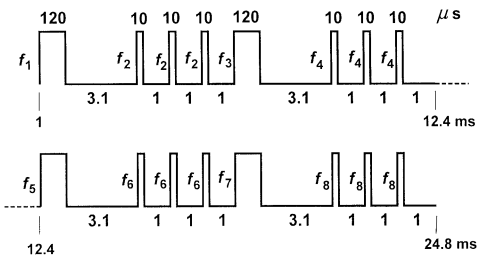 120 10 10 10 120 10 10 10 μs
f1 f2 f2 f2 f3 f4 f4 f4
3.1 1 1 1 3.1 1 1 1
1 12.4 ms
f5 f6 f6 f6 f7 f8 f8 f8
3.1 1 1 1 3.1 1 1 1
12.4 24.8 ms